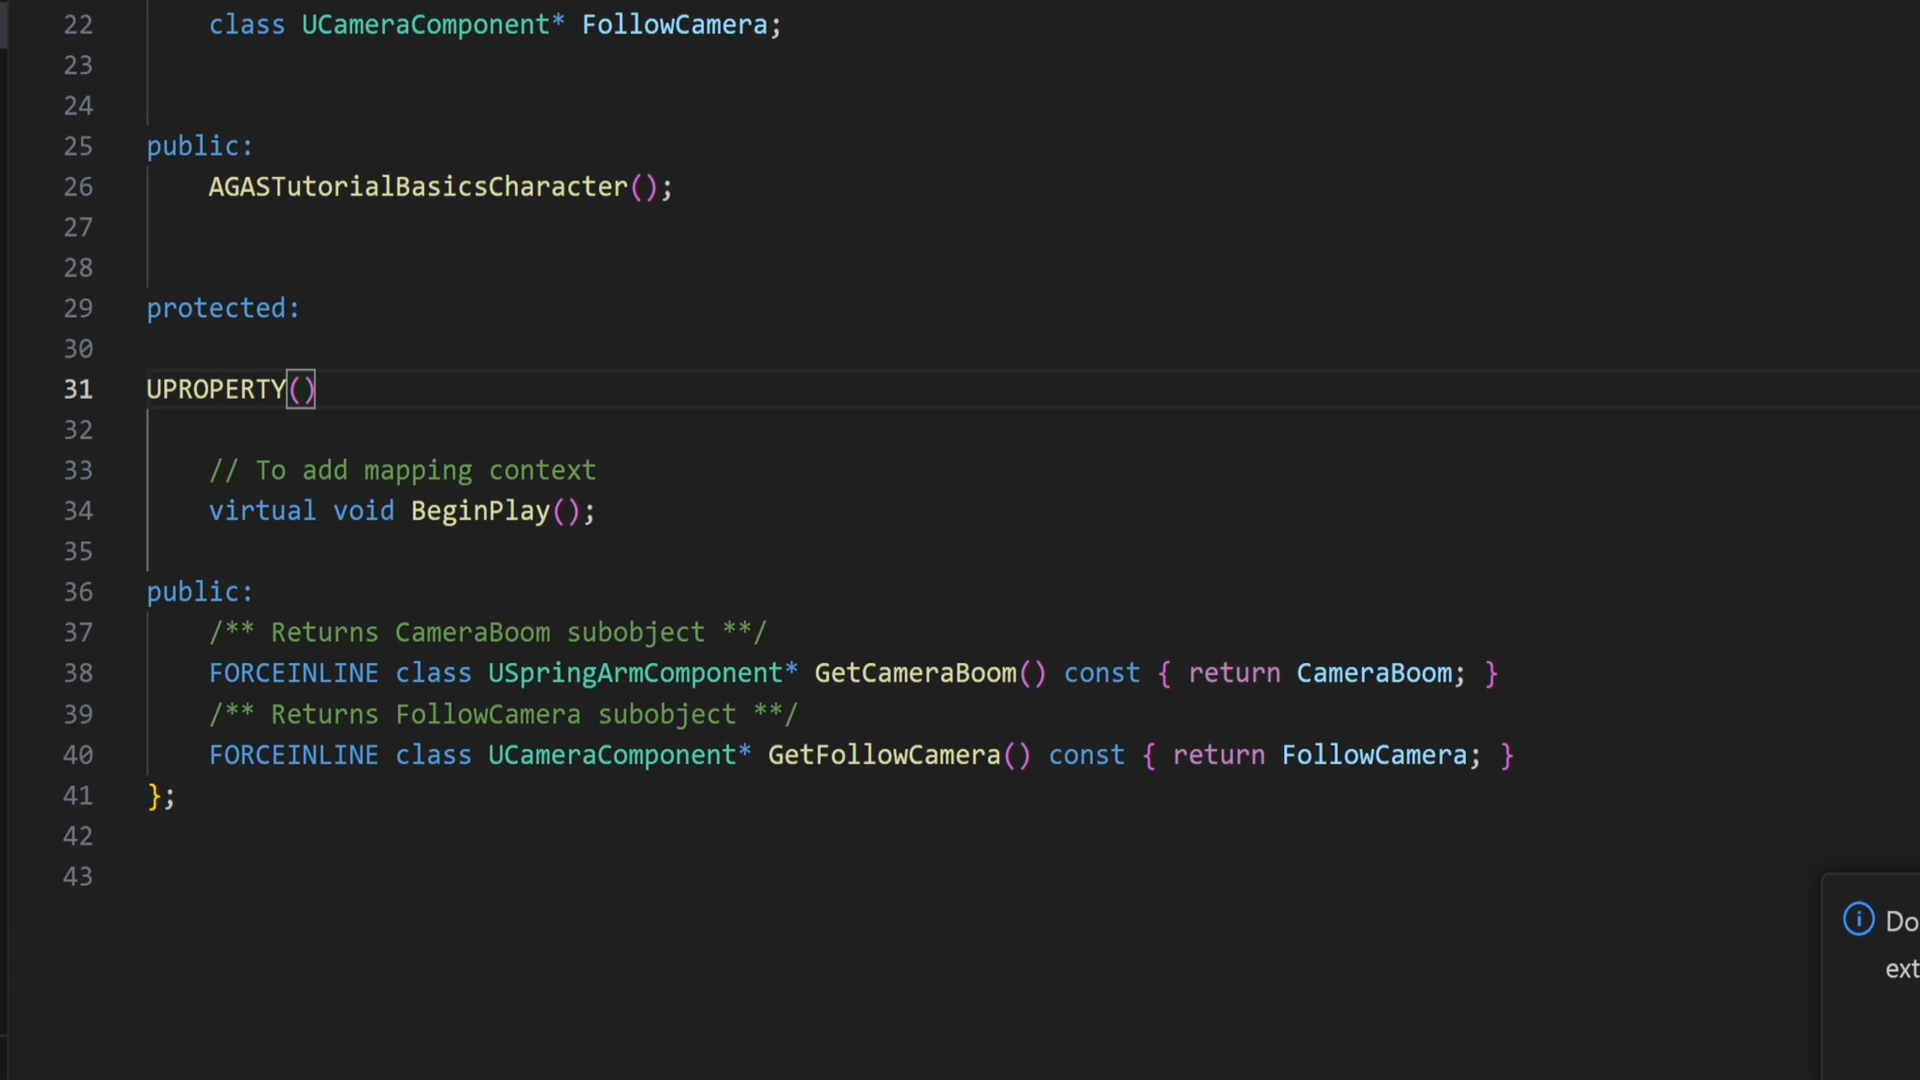 22 class UCameraComponent* FollowCamera;
23
24
25 public:
26 AGASTutorialBasicsCharacter();
27
28
29 protected:
30
31 UPROPERTY()
32
33 // To add mapping context
34 virtual void BeginPlay();
35
36 public:
37 /** Returns CameraBoom subobject **/
38 FORCEINLINE class USpringArmComponent* GetCameraBoom() const { return CameraBoom; }
39 /** Returns FollowCamera subobject **/
40 FORCEINLINE class UCameraComponent* GetFollowCamera() const { return FollowCamera; }
41 };
42
43
Do
ext